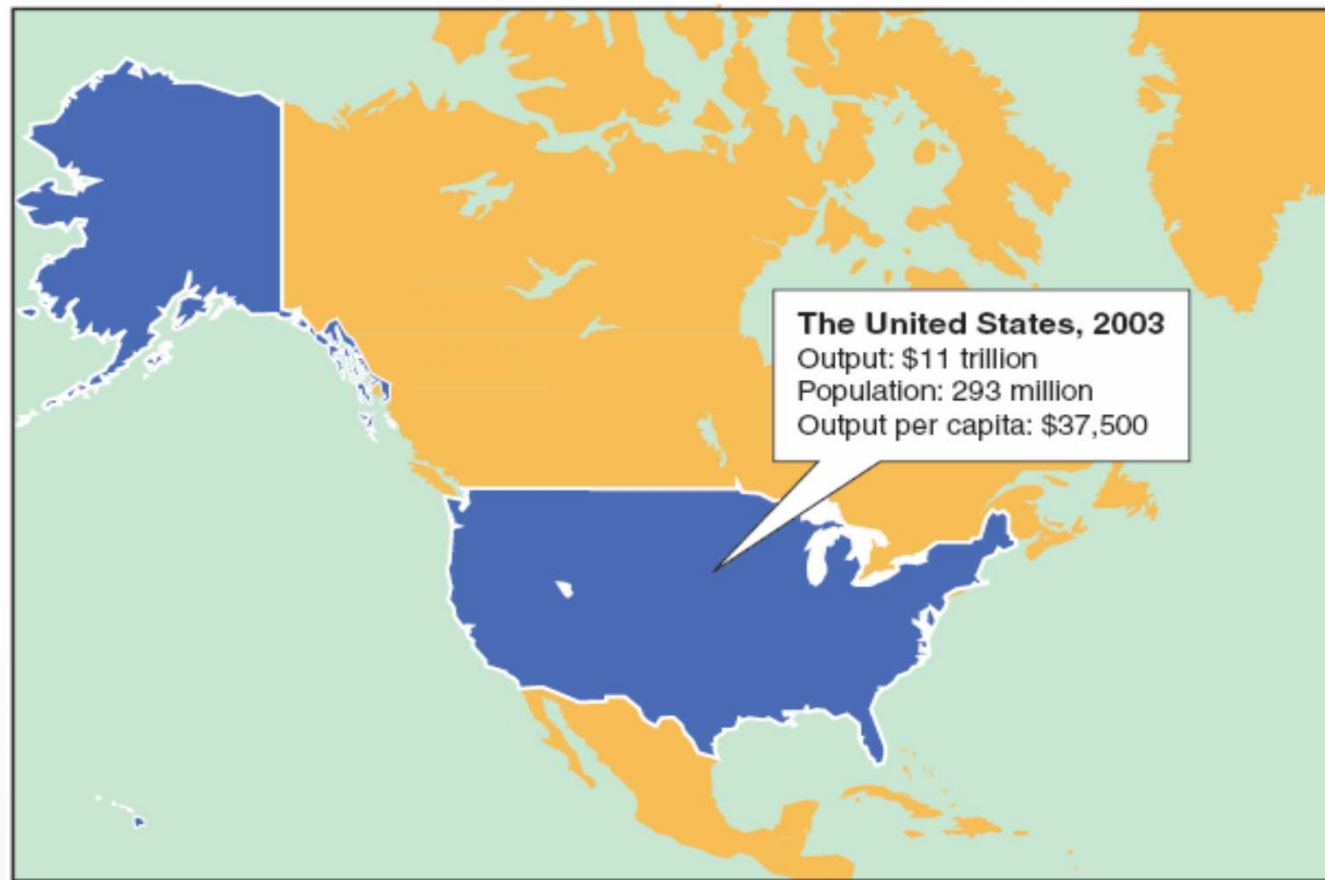 The United States, 2003
Output: $11 trillion
Population: 293 million
Output per capita: $37,500